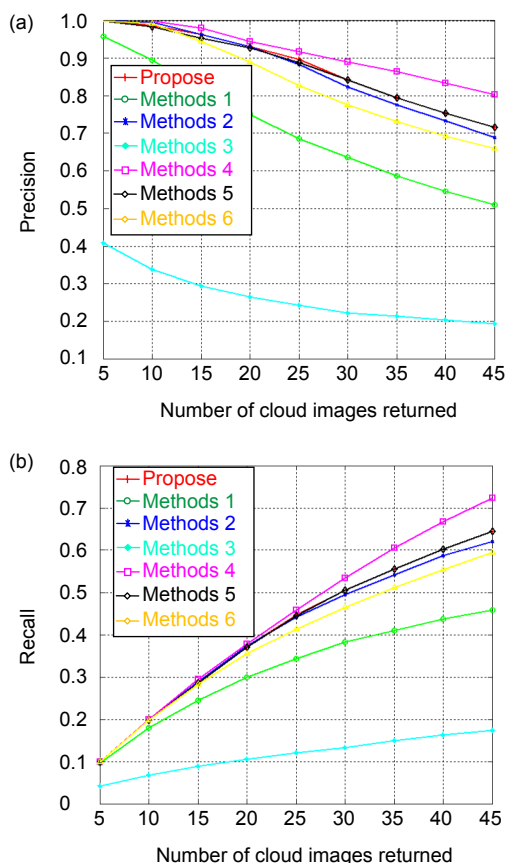 (a)
1.0
0.9
0.8
0.7
0.6
0.5
0.4
0.3
0.2
0.1
Precision
Propose
Methods 1
Methods 2
Methods 3
Methods 4
Methods 5
Methods 6
5 10 15 20 25 30 35 40 45
Number of cloud images returned
(b)
0.8
0.7
0.6
0.5
0.4
0.3
0.2
0.1
0
Recall
Propose
Methods 1
Methods 2
Methods 3
Methods 4
Methods 5
Methods 6
5 10 15 20 25 30 35 40 45
Number of cloud images returned